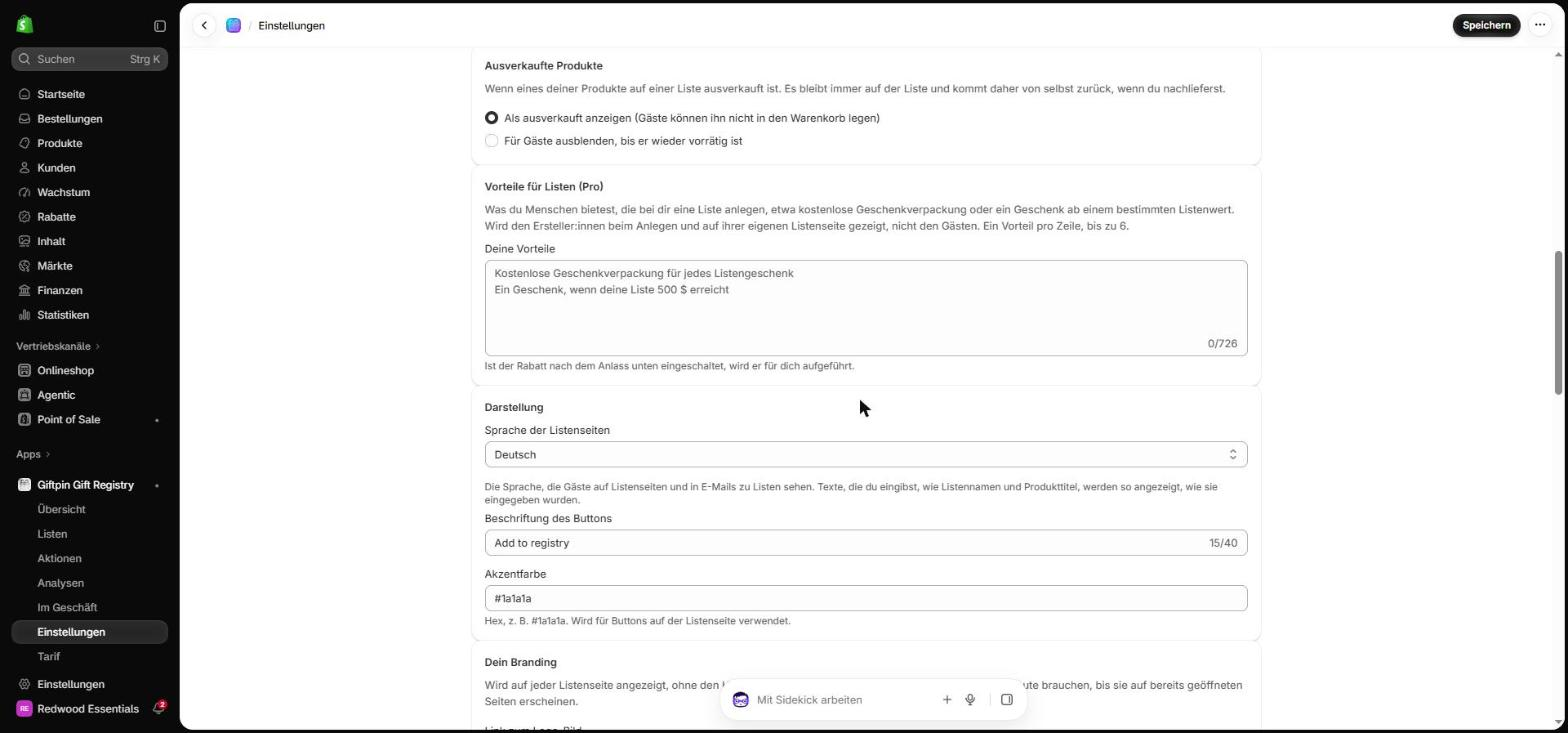 Suchen Strg K
Startseite
Bestellungen
Produkte
Kunden
Wachstum
Rabatte
Inhalt
Märkte
Finanzen
Statistiken
Vertriebskanäle
Onlineshop
Agentic
Point of Sale
Apps
Giftpin Gift Registry
Übersicht
Listen
Aktionen
Analysen
Im Geschäft
Einstellungen
Tarif
Einstellungen
RE Redwood Essentials 2
/ Einstellungen
Speichern
Ausverkaufte Produkte
Wenn eines deiner Produkte auf einer Liste ausverkauft ist. Es bleibt immer auf der Liste und kommt daher von selbst zurück, wenn du nachlieferst.
Als ausverkauft anzeigen (Gäste können ihn nicht in den Warenkorb legen)
Für Gäste ausblenden, bis er wieder vorrätig ist
Vorteile für Listen (Pro)
Was du Menschen bietest, die bei dir eine Liste anlegen, etwa kostenlose Geschenkverpackung oder ein Geschenk ab einem bestimmten Listenwert.
Wird den Ersteller:innen beim Anlegen und auf ihrer eigenen Listenseite gezeigt, nicht den Gästen. Ein Vorteil pro Zeile, bis zu 6.
Deine Vorteile
Kostenlose Geschenkverpackung für jedes Listengeschenk
Ein Geschenk, wenn deine Liste 500 $ erreicht
0/726
Ist der Rabatt nach dem Anlass unten eingeschaltet, wird er für dich aufgeführt.
Darstellung
Sprache der Listenseiten
Deutsch
Die Sprache, die Gäste auf Listenseiten und in E-Mails zu Listen sehen. Texte, die du eingibst, wie Listennamen und Produkttitel, werden so angezeigt, wie sie
eingegeben wurden.
Beschriftung des Buttons
Add to registry 15/40
Akzentfarbe
#1a1a1a
Hex, z. B. #1a1a1a. Wird für Buttons auf der Listenseite verwendet.
Dein Branding
Wird auf jeder Listenseite angezeigt, ohne den ute brauchen, bis sie auf bereits geöffneten
Seiten erscheinen.
Mit Sidekick arbeiten